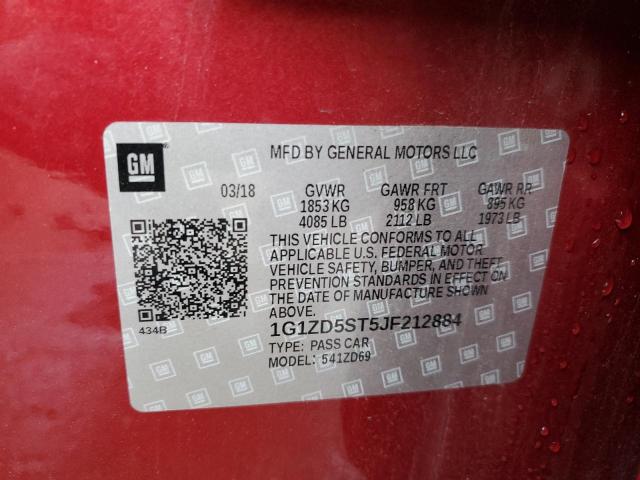 GM
MFD BY GENERAL MOTORS LLC
03/18 GVWR GAWR FRT GAWR RR
1853 KG 958 KG 895 KG
4085 LB 2112 LB 1973 LB
THIS VEHICLE CONFORMS TO ALL
APPLICABLE U.S. FEDERAL MOTOR
VEHICLE SAFETY, BUMPER, AND THEFT
PREVENTION STANDARDS IN EFFECT ON
THE DATE OF MANUFACTURE SHOWN
ABOVE.
434B
1G1ZD5ST5JF212884
TYPE: PASS CAR
MODEL: 541ZD69